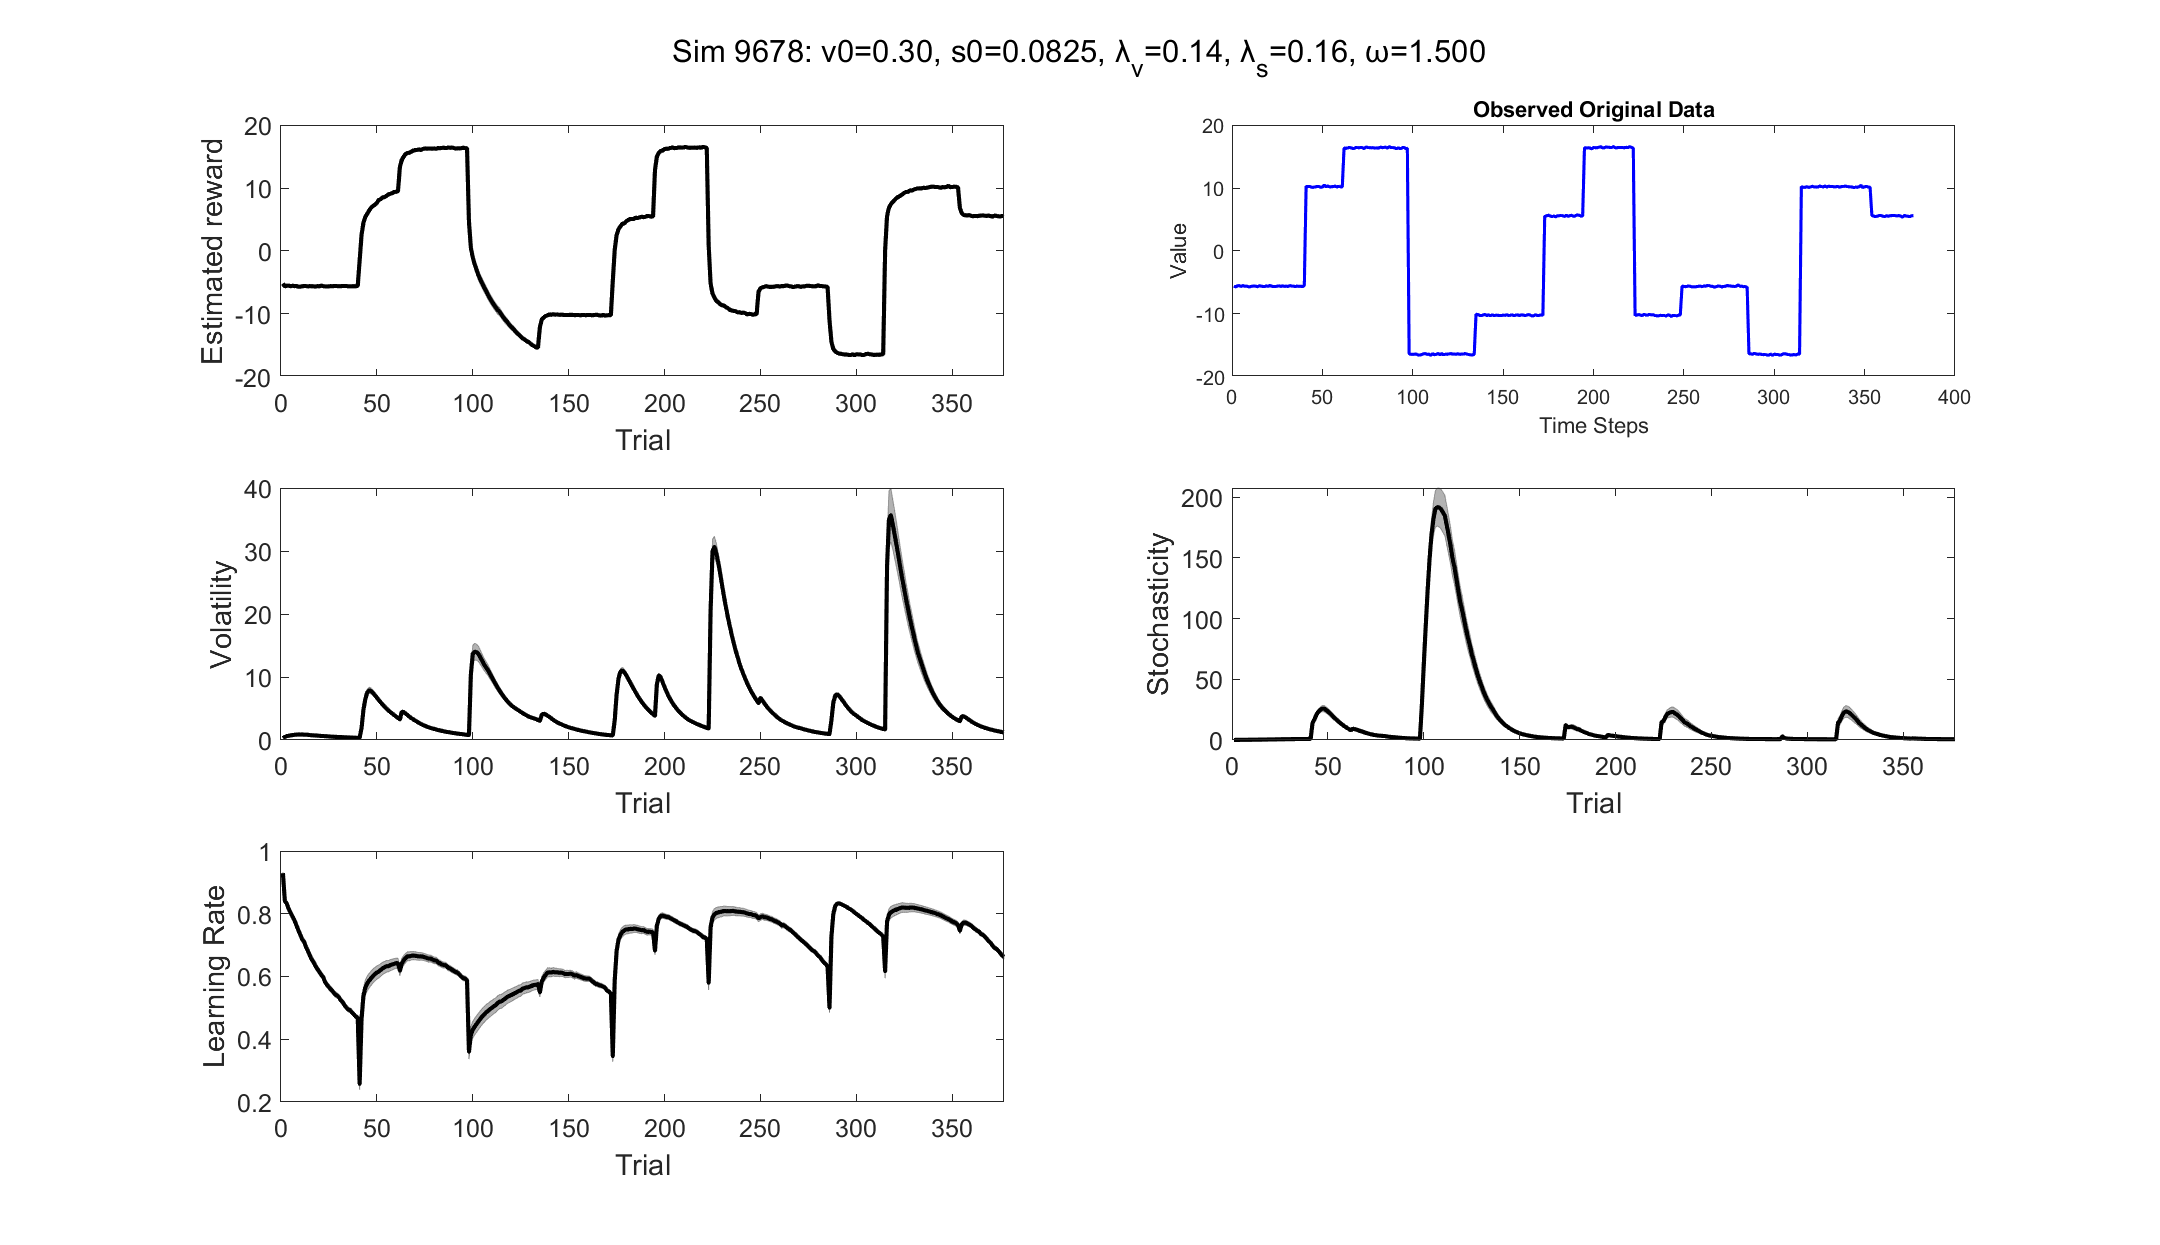 Sim 9678: v0=0.30, s0=0.0825, λ_v=0.14, λ_s=0.16, ω=1.500
Estimated reward
20
10
0
-10
-20
0 50 100 150 200 250 300 350
Trial
Observed Original Data
Value
20
10
0
-10
-20
0 50 100 150 200 250 300 350 400
Time Steps
Volatility
40
30
20
10
0
0 50 100 150 200 250 300 350
Trial
Stochasticity
200
150
100
50
0
0 50 100 150 200 250 300 350
Trial
Learning Rate
1
0.8
0.6
0.4
0.2
0 50 100 150 200 250 300 350
Trial